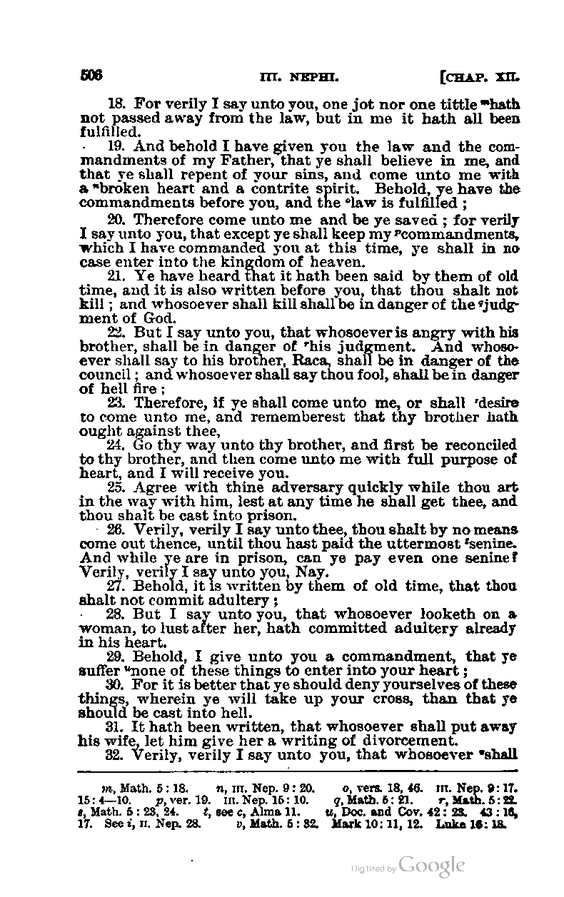 506 III. NEPHI. [CHAP. XII.
18. For verily I say unto you, one jot nor one tittle ᵐhath
not passed away from the law, but in me it hath all been
fulfilled.
19. And behold I have given you the law and the com-
mandments of my Father, that ye shall believe in me, and
that ye shall repent of your sins, and come unto me with
a ⁿbroken heart and a contrite spirit. Behold, ye have the
commandments before you, and the ᵒlaw is fulfilled ;
20. Therefore come unto me and be ye saved ; for verily
I say unto you, that except ye shall keep my ᵖcommandments,
which I have commanded you at this time, ye shall in no
case enter into the kingdom of heaven.
21. Ye have heard that it hath been said by them of old
time, and it is also written before you, that thou shalt not
kill ; and whosoever shall kill shall be in danger of the qjudg-
ment of God.
22. But I say unto you, that whosoever is angry with his
brother, shall be in danger of ʳhis judgment. And whoso-
ever shall say to his brother, Raca, shall be in danger of the
council ; and whosoever shall say thou fool, shall be in danger
of hell fire ;
23. Therefore, if ye shall come unto me, or shall ˢdesire
to come unto me, and rememberest that thy brother hath
ought against thee,
24. Go thy way unto thy brother, and first be reconciled
to thy brother, and then come unto me with full purpose of
heart, and I will receive you.
25. Agree with thine adversary quickly while thou art
in the way with him, lest at any time he shall get thee, and
thou shalt be cast into prison.
26. Verily, verily I say unto thee, thou shalt by no means
come out thence, until thou hast paid the uttermost ᵗsenine.
And while ye are in prison, can ye pay even one senine?
Verily, verily I say unto you, Nay.
27. Behold, it is written by them of old time, that thou
shalt not commit adultery ;
28. But I say unto you, that whosoever looketh on a
woman, to lust after her, hath committed adultery already
in his heart.
29. Behold, I give unto you a commandment, that ye
suffer ᵘnone of these things to enter into your heart ;
30. For it is better that ye should deny yourselves of these
things, wherein ye will take up your cross, than that ye
should be cast into hell.
31. It hath been written, that whosoever shall put away
his wife, let him give her a writing of divorcement.
32. Verily, verily I say unto you, that whosoever ᵛshall
m, Math. 5 : 18. n, III. Nep. 9 : 20. o, vers. 18, 46. III. Nep. 9 : 17.
15 : 4—10. p, ver. 19. III. Nep. 15 : 10. q, Math. 5 : 21. r, Math. 5 : 22.
s, Math. 5 : 23, 24. t, see c, Alma 11. u, Doc. and Cov. 42 : 23. 43 : 16,
17. See i, II. Nep. 28. v, Math. 5 : 32. Mark 10 : 11, 12. Luke 16 : 18.
Digitized by Google